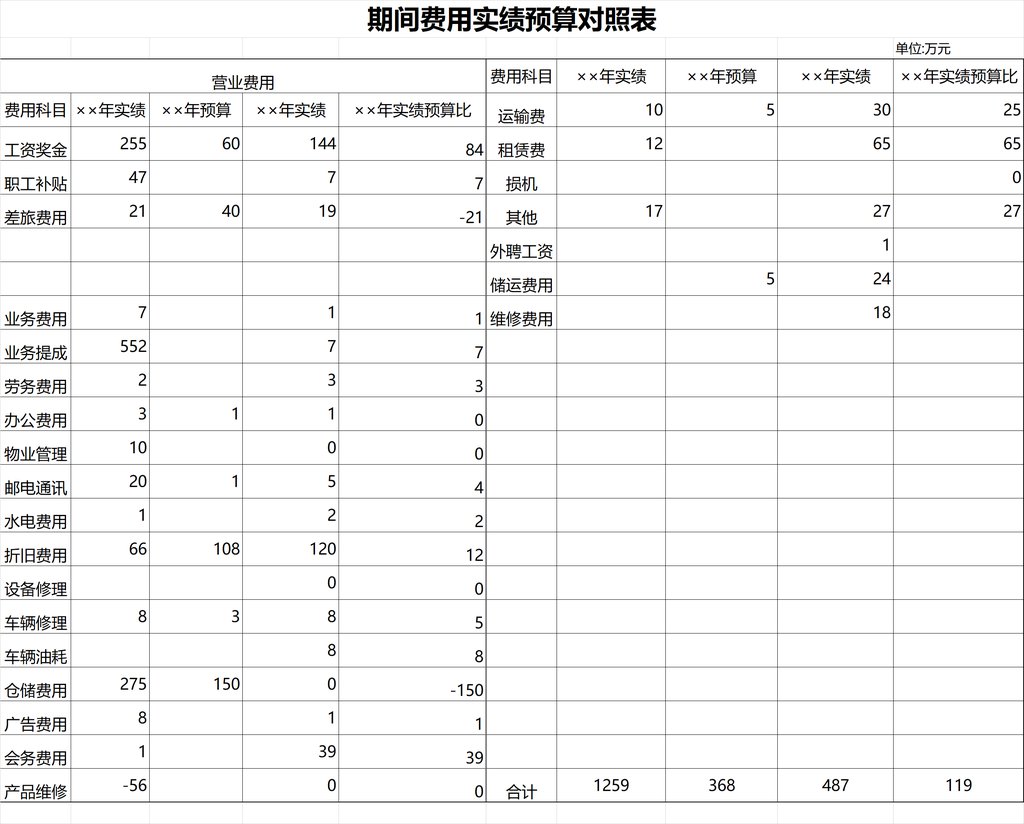 期间费用实绩预算对照表
单位:万元
营业费用 费用科目 ××年实绩 ××年预算 ××年实绩 ××年实绩预算比
费用科目 ××年实绩 ××年预算 ××年实绩 ××年实绩预算比 运输费 10 5 30 25
工资奖金 255 60 144 84 租赁费 12 65 65
职工补贴 47 7 7 损机 0
差旅费用 21 40 19 -21 其他 17 27 27
外聘工资 1
储运费用 5 24
业务费用 7 1 1 维修费用 18
业务提成 552 7 7
劳务费用 2 3 3
办公费用 3 1 1 0
物业管理 10 0 0
邮电通讯 20 1 5 4
水电费用 1 2 2
折旧费用 66 108 120 12
设备修理 0 0
车辆修理 8 3 8 5
车辆油耗 8 8
仓储费用 275 150 0 -150
广告费用 8 1 1
会务费用 1 39 39
产品维修 -56 0 0 合计 1259 368 487 119